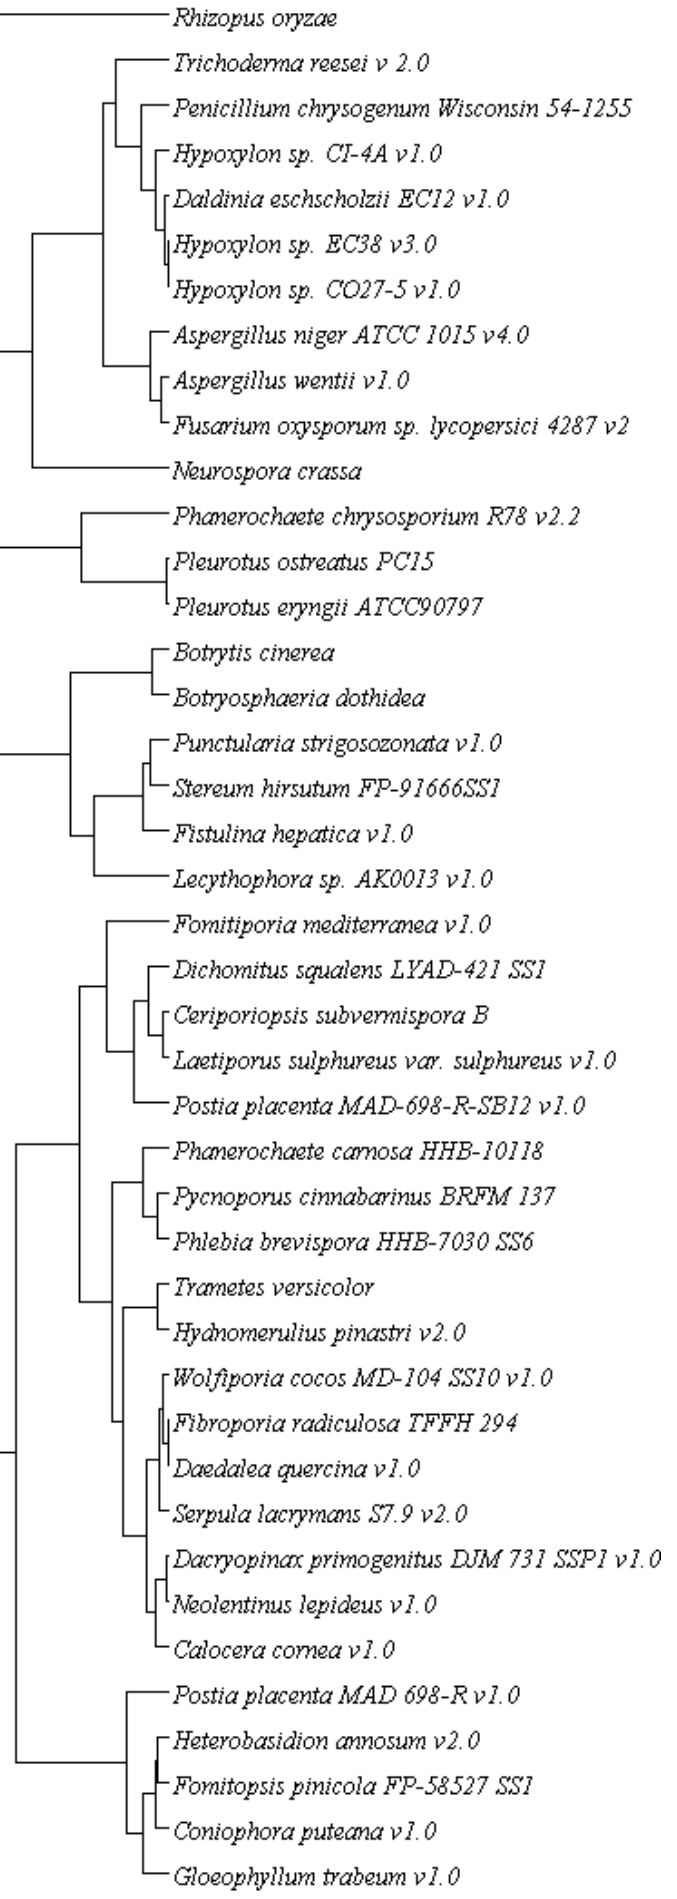 Rhizopus oryzae
Trichoderma reesei v 2.0
Penicillium chrysogenum Wisconsin 54-1255
Hypoxylon sp. CI-4A v1.0
Daldinia eschscholzii EC12 v1.0
Hypoxylon sp. EC38 v3.0
Hypoxylon sp. CO27-5 v1.0
Aspergillus niger ATCC 1015 v4.0
Aspergillus wentii v1.0
Fusarium oxysporum sp. lycopersici 4287 v2
Neurospora crassa
Phanerochaete chrysosporium R78 v2.2
Pleurotus ostreatus PC15
Pleurotus eryngii ATCC90797
Botrytis cinerea
Botryosphaeria dothidea
Punctularia strigosozonata v1.0
Stereum hirsutum FP-91666SS1
Fistulina hepatica v1.0
Lecythophora sp. AK0013 v1.0
Fomitiporia mediterranea v1.0
Dichomitus squalens LYAD-421 SS1
Ceriporiopsis subvermispora B
Laetiporus sulphureus var. sulphureus v1.0
Postia placenta MAD-698-R-SB12 v1.0
Phanerochaete carnosa HHB-10118
Pycnoporus cinnabarinus BRFM 137
Phlebia brevispora HHB-7030 SS6
Trametes versicolor
Hydnomerulius pinastri v2.0
Wolfiporia cocos MD-104 SS10 v1.0
Fibroporia radiculosa TFFH 294
Daedalea quercina v1.0
Serpula lacrymans S7.9 v2.0
Dacryopinax primogenitus DJM 731 SSP1 v1.0
Neolentinus lepideus v1.0
Calocera cornea v1.0
Postia placenta MAD 698-R v1.0
Heterobasidion annosum v2.0
Fomitopsis pinicola FP-58527 SS1
Coniophora puteana v1.0
Gloeophyllum trabeum v1.0